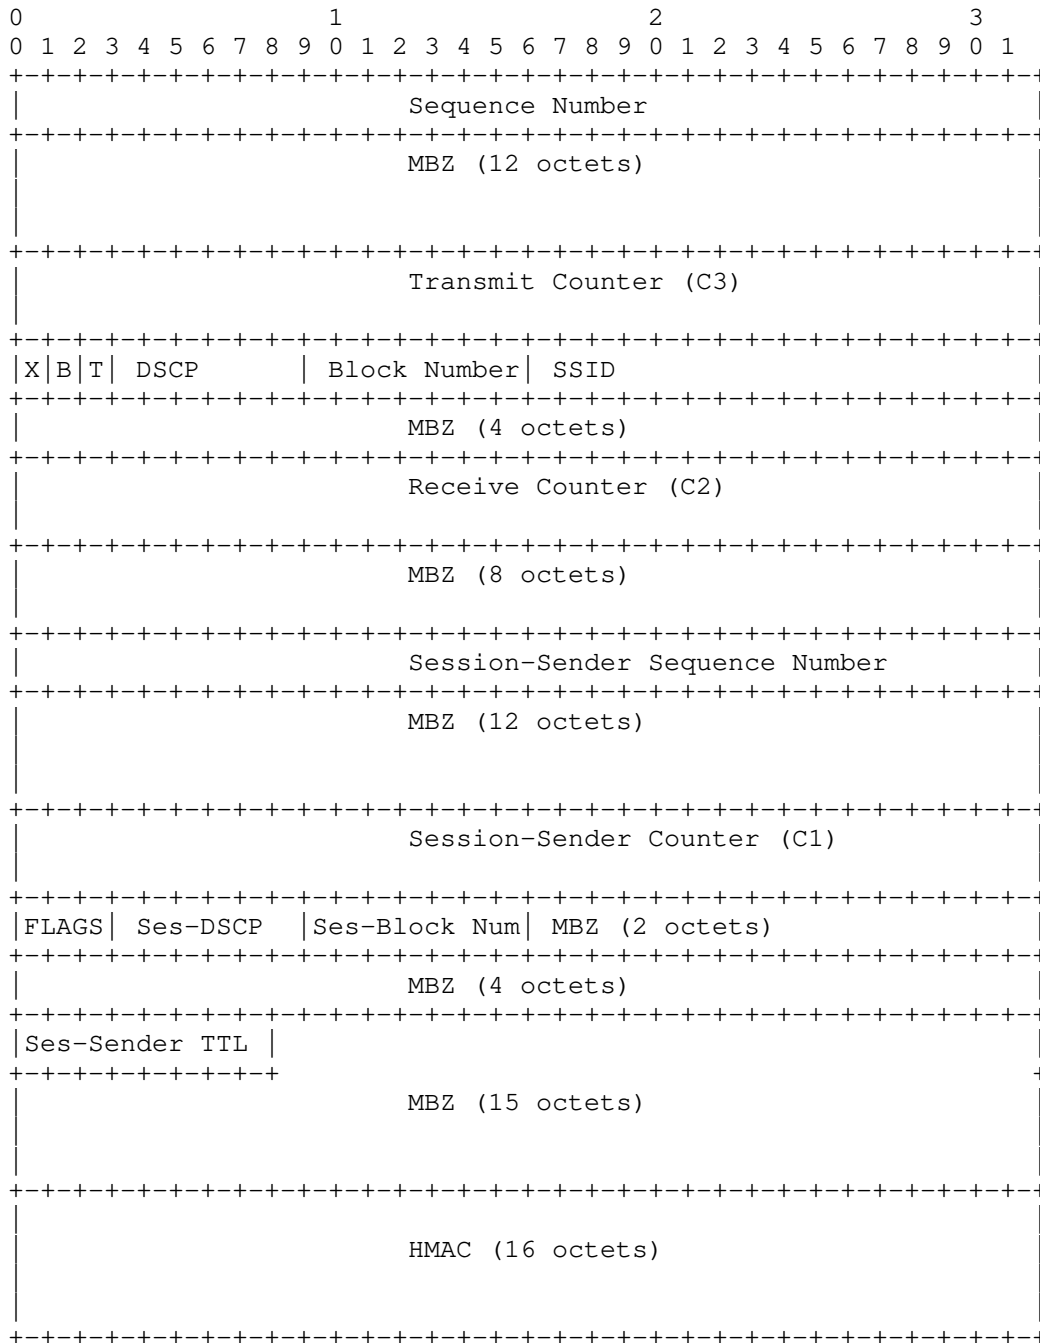 0                   1                   2                   3
0 1 2 3 4 5 6 7 8 9 0 1 2 3 4 5 6 7 8 9 0 1 2 3 4 5 6 7 8 9 0 1
+-+-+-+-+-+-+-+-+-+-+-+-+-+-+-+-+-+-+-+-+-+-+-+-+-+-+-+-+-+-+-+-+
|                        Sequence Number                        |
+-+-+-+-+-+-+-+-+-+-+-+-+-+-+-+-+-+-+-+-+-+-+-+-+-+-+-+-+-+-+-+-+
|                        MBZ (12 octets)                        |
|                                                               |
|                                                               |
+-+-+-+-+-+-+-+-+-+-+-+-+-+-+-+-+-+-+-+-+-+-+-+-+-+-+-+-+-+-+-+-+
|                        Transmit Counter (C3)                  |
|                                                               |
+-+-+-+-+-+-+-+-+-+-+-+-+-+-+-+-+-+-+-+-+-+-+-+-+-+-+-+-+-+-+-+-+
|X|B|T| DSCP      | Block Number| SSID                          |
+-+-+-+-+-+-+-+-+-+-+-+-+-+-+-+-+-+-+-+-+-+-+-+-+-+-+-+-+-+-+-+-+
|                        MBZ (4 octets)                         |
+-+-+-+-+-+-+-+-+-+-+-+-+-+-+-+-+-+-+-+-+-+-+-+-+-+-+-+-+-+-+-+-+
|                        Receive Counter (C2)                   |
|                                                               |
+-+-+-+-+-+-+-+-+-+-+-+-+-+-+-+-+-+-+-+-+-+-+-+-+-+-+-+-+-+-+-+-+
|                        MBZ (8 octets)                         |
|                                                               |
+-+-+-+-+-+-+-+-+-+-+-+-+-+-+-+-+-+-+-+-+-+-+-+-+-+-+-+-+-+-+-+-+
|                        Session-Sender Sequence Number         |
+-+-+-+-+-+-+-+-+-+-+-+-+-+-+-+-+-+-+-+-+-+-+-+-+-+-+-+-+-+-+-+-+
|                        MBZ (12 octets)                        |
|                                                               |
|                                                               |
+-+-+-+-+-+-+-+-+-+-+-+-+-+-+-+-+-+-+-+-+-+-+-+-+-+-+-+-+-+-+-+-+
|                        Session-Sender Counter (C1)            |
|                                                               |
+-+-+-+-+-+-+-+-+-+-+-+-+-+-+-+-+-+-+-+-+-+-+-+-+-+-+-+-+-+-+-+-+
|FLAGS| Ses-DSCP  |Ses-Block Num| MBZ (2 octets)                |
+-+-+-+-+-+-+-+-+-+-+-+-+-+-+-+-+-+-+-+-+-+-+-+-+-+-+-+-+-+-+-+-+
|                        MBZ (4 octets)                         |
+-+-+-+-+-+-+-+-+-+-+-+-+-+-+-+-+-+-+-+-+-+-+-+-+-+-+-+-+-+-+-+-+
|Ses-Sender TTL |                                               |
+-+-+-+-+-+-+-+-+                                               +
|                        MBZ (15 octets)                        |
|                                                               |
|                                                               |
+-+-+-+-+-+-+-+-+-+-+-+-+-+-+-+-+-+-+-+-+-+-+-+-+-+-+-+-+-+-+-+-+
|                                                               |
|                        HMAC (16 octets)                       |
|                                                               |
|                                                               |
+-+-+-+-+-+-+-+-+-+-+-+-+-+-+-+-+-+-+-+-+-+-+-+-+-+-+-+-+-+-+-+-+